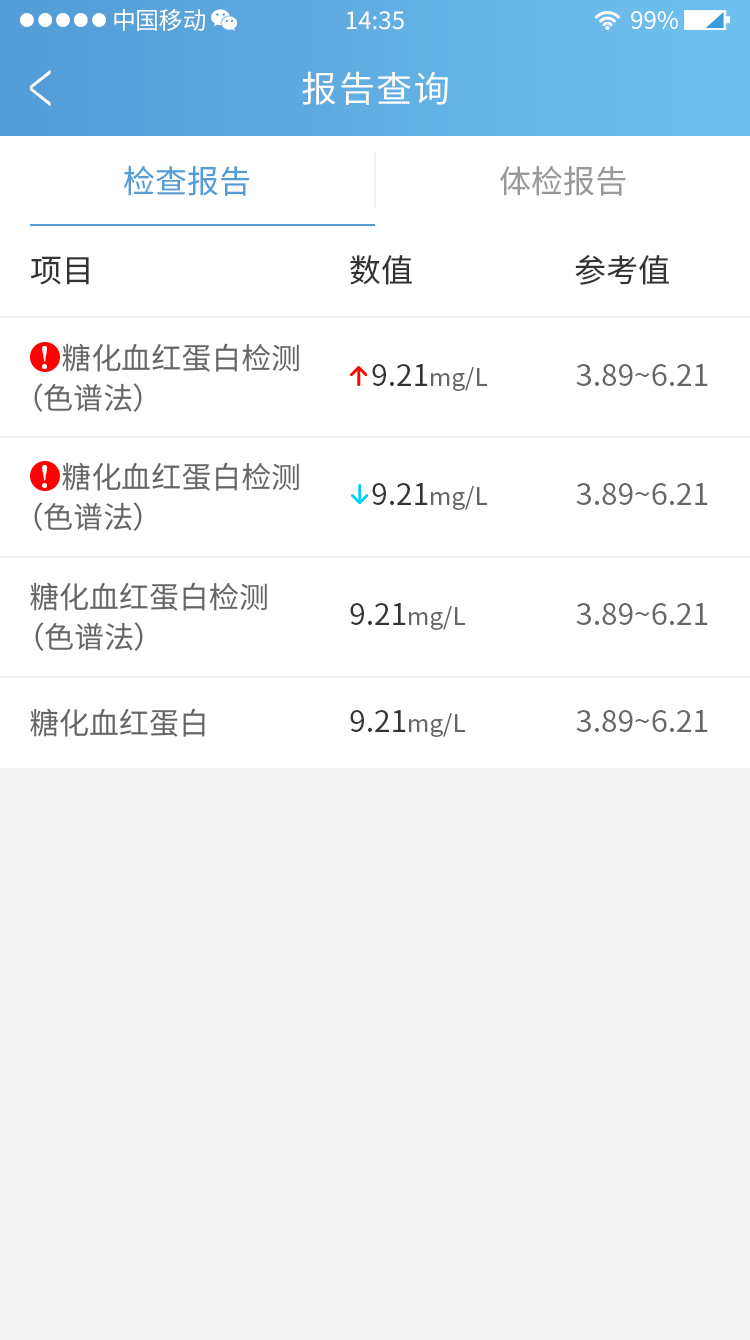 中国移动 14:35 99%
报告查询
检查报告 体检报告
项目 数值 参考值
糖化血红蛋白检测
(色谱法)
↑9.21mg/L 3.89~6.21
糖化血红蛋白检测
(色谱法)
↓9.21mg/L 3.89~6.21
糖化血红蛋白检测
(色谱法)
9.21mg/L 3.89~6.21
糖化血红蛋白 9.21mg/L 3.89~6.21